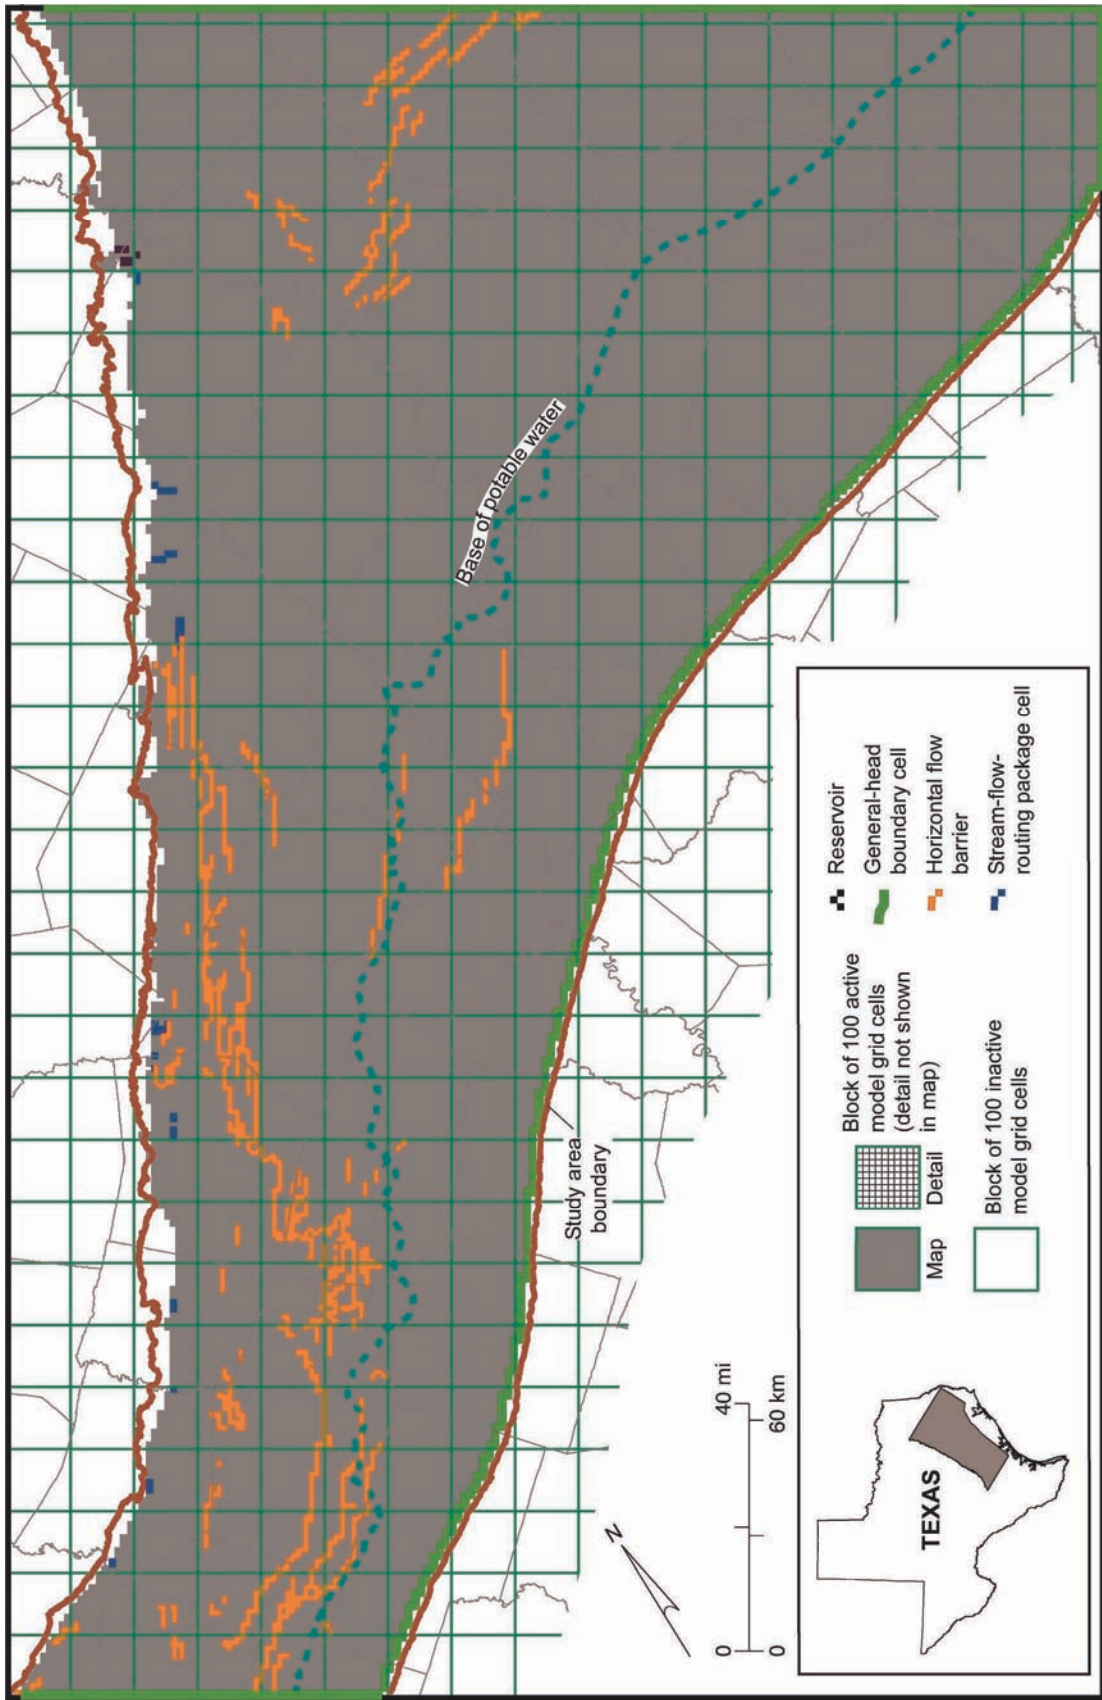 Base of potable water
Study area
boundary
N
0
40 mi
0
60 km
TEXAS
Map
Detail
Block of 100 active
model grid cells
(detail not shown
in map)
Block of 100 inactive
model grid cells
Reservoir
General-head
boundary cell
Horizontal flow
barrier
Stream-flow-
routing package cell